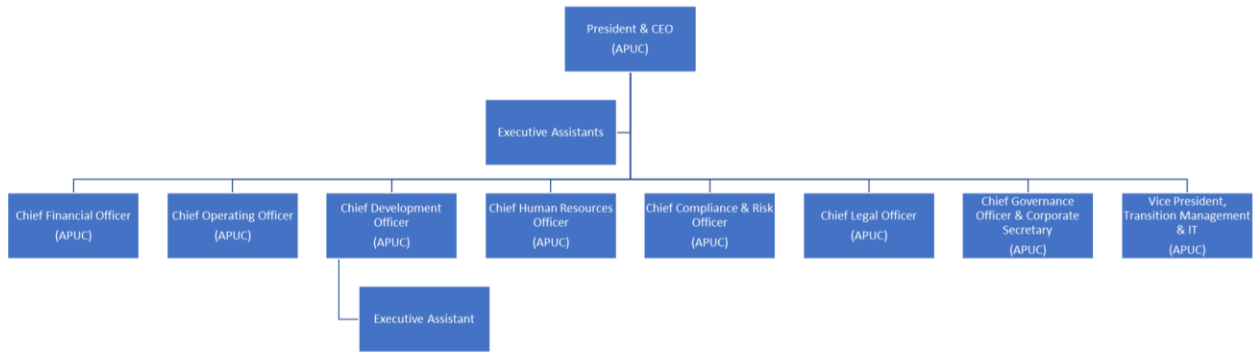 President & CEO
(APUC)
Executive Assistants
Chief Financial Officer
(APUC)
Chief Operating Officer
(APUC)
Chief Development
Officer
(APUC)
Chief Human Resources
Officer
(APUC)
Chief Compliance & Risk
Officer
(APUC)
Chief Legal Officer
(APUC)
Chief Governance
Officer & Corporate
Secretary
(APUC)
Vice President,
Transition Management
& IT
(APUC)
Executive Assistant